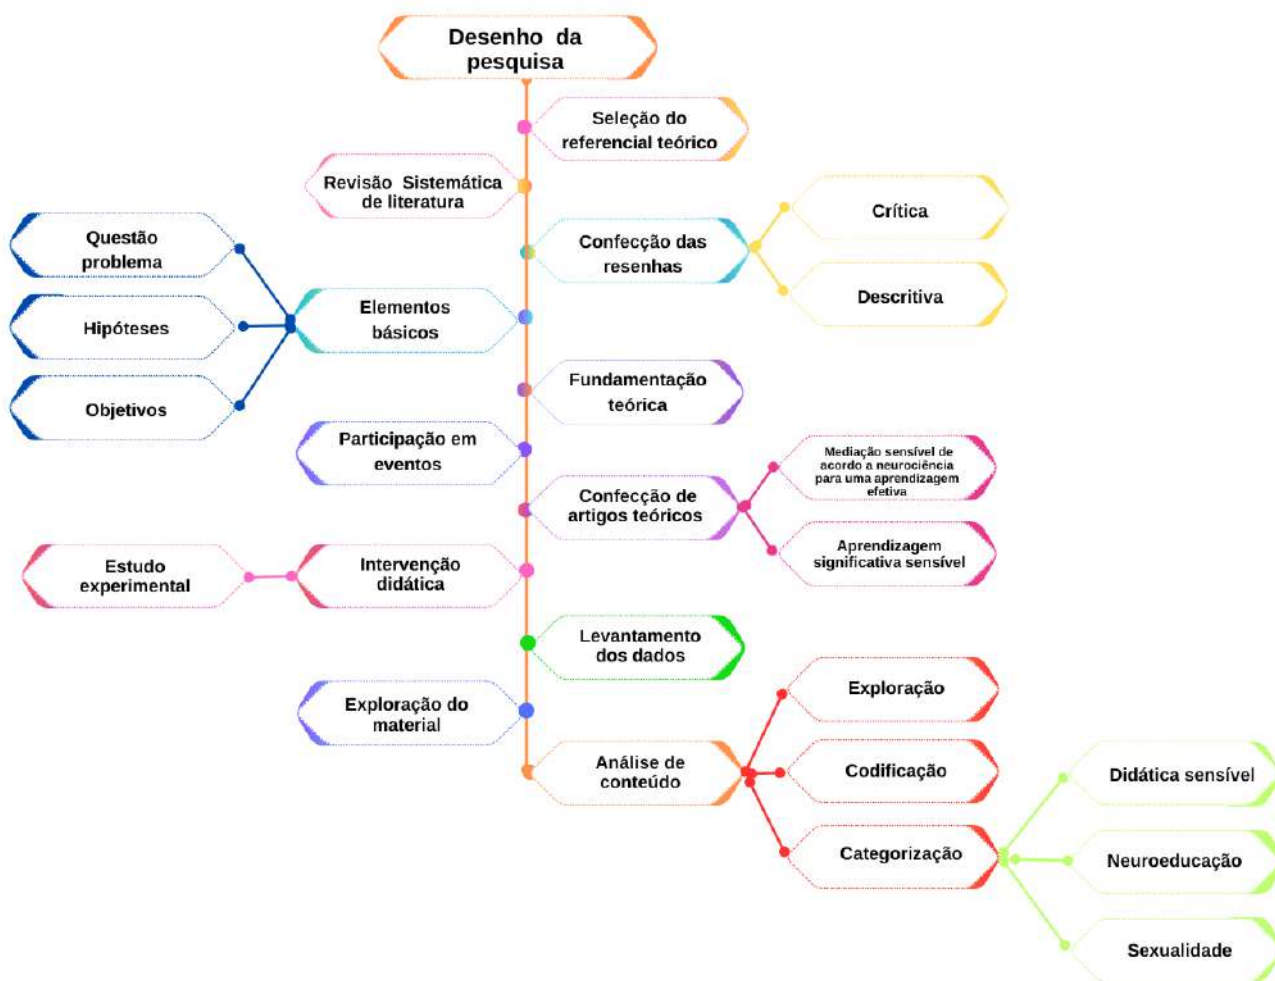 Desenho da
pesquisa
Seleção do
referencial teórico
Revisão Sistemática
de literatura
Confecção das
resenhas
Crítica
Descritiva
Elementos
básicos
Questão
problema
Hipóteses
Objetivos
Fundamentação
teórica
Participação em
eventos
Confecção de
artigos teóricos
Mediação sensível de
acordo a neurociência
para uma aprendizagem
efetiva
Aprendizagem
significativa sensível
Intervenção
didática
Estudo
experimental
Levantamento
dos dados
Exploração do
material
Análise de
conteúdo
Exploração
Codificação
Categorização
Didática sensível
Neuroeducação
Sexualidade